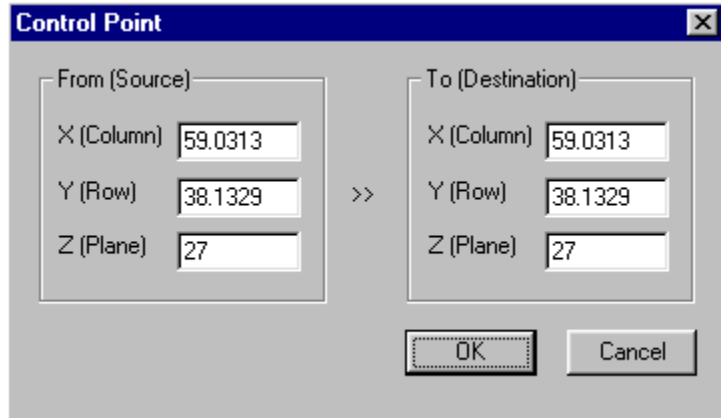 Control Point
From (Source)
X (Column) 59.0313
Y (Row) 38.1329
Z (Plane) 27
>>
To (Destination)
X (Column) 59.0313
Y (Row) 38.1329
Z (Plane) 27
OK Cancel